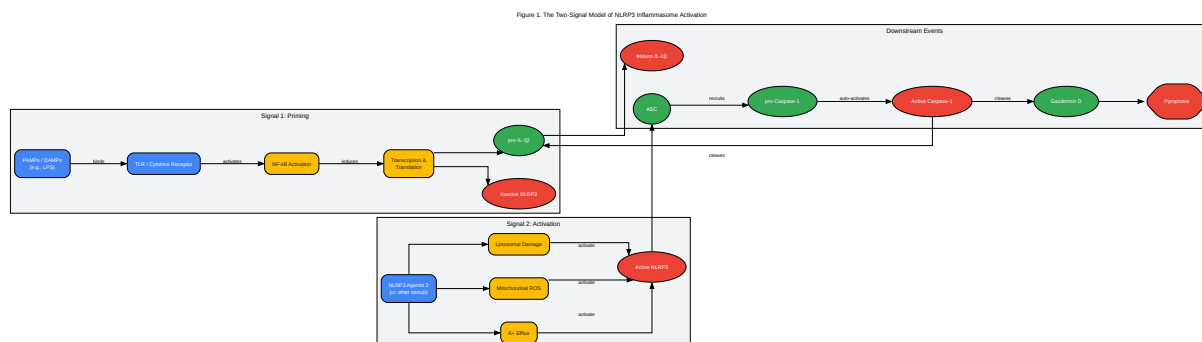 Figure 1. The Two-Signal Model of NLRP3 Inflammasome Activation
Downstream Events
Mature IL-1β
ASC
recruits
pro-Caspase-1
auto-activates
Active Caspase-1
cleaves
Gasdermin D
Pyroptosis
Signal 1: Priming
PAMPs / DAMPs
(e.g., LPS)
binds
TLR / Cytokine Receptor
activates
NF-κB Activation
induces
Transcription &
Translation
pro-IL-1β
Inactive NLRP3
cleaves
Signal 2: Activation
NLRP3 Agonist 2
(or other stimuli)
Lysosomal Damage
activate
Mitochondrial ROS
activate
K+ Efflux
activate
Active NLRP3